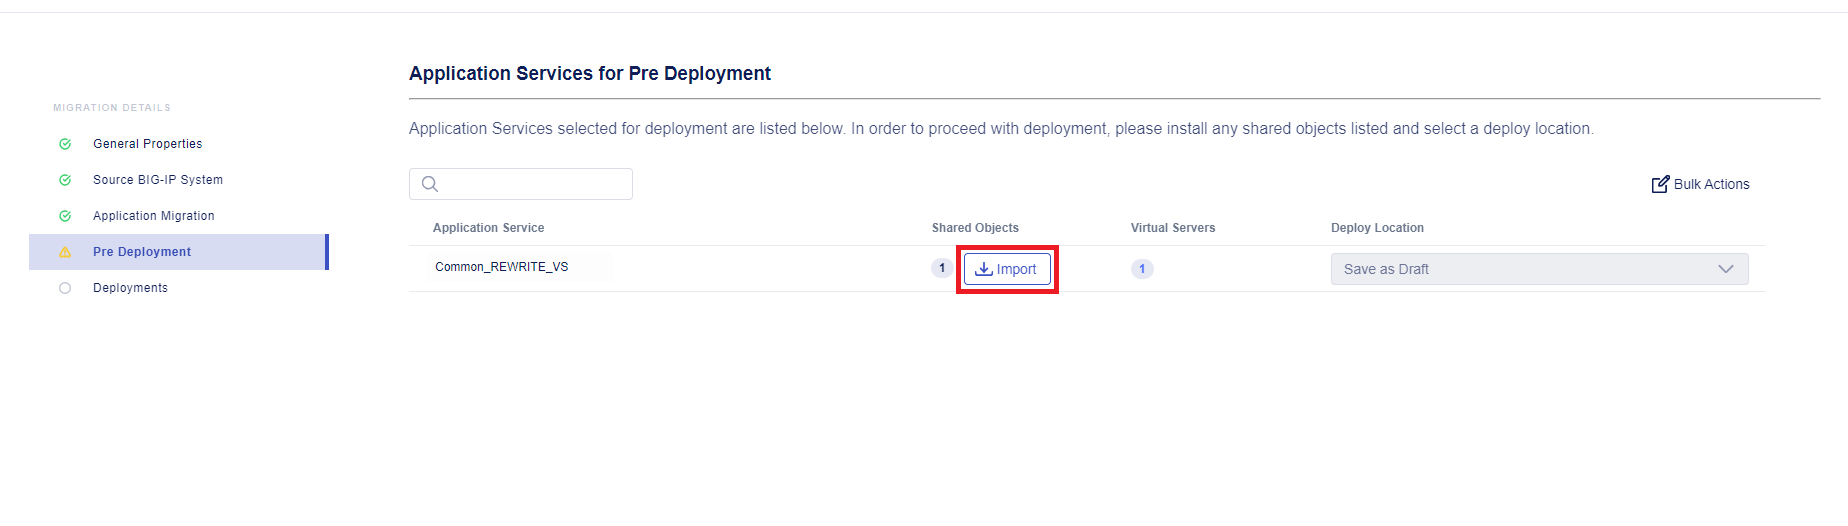 Application Services for Pre Deployment
MIGRATION DETAILS
General Properties
Source BIG-IP System
Application Migration
Pre Deployment
Deployments
Application Services selected for deployment are listed below. In order to proceed with deployment, please install any shared objects listed and select a deploy location.
Bulk Actions
Application Service Shared Objects Virtual Servers Deploy Location
Common_REWRITE_VS 1 Import 1 Save as Draft